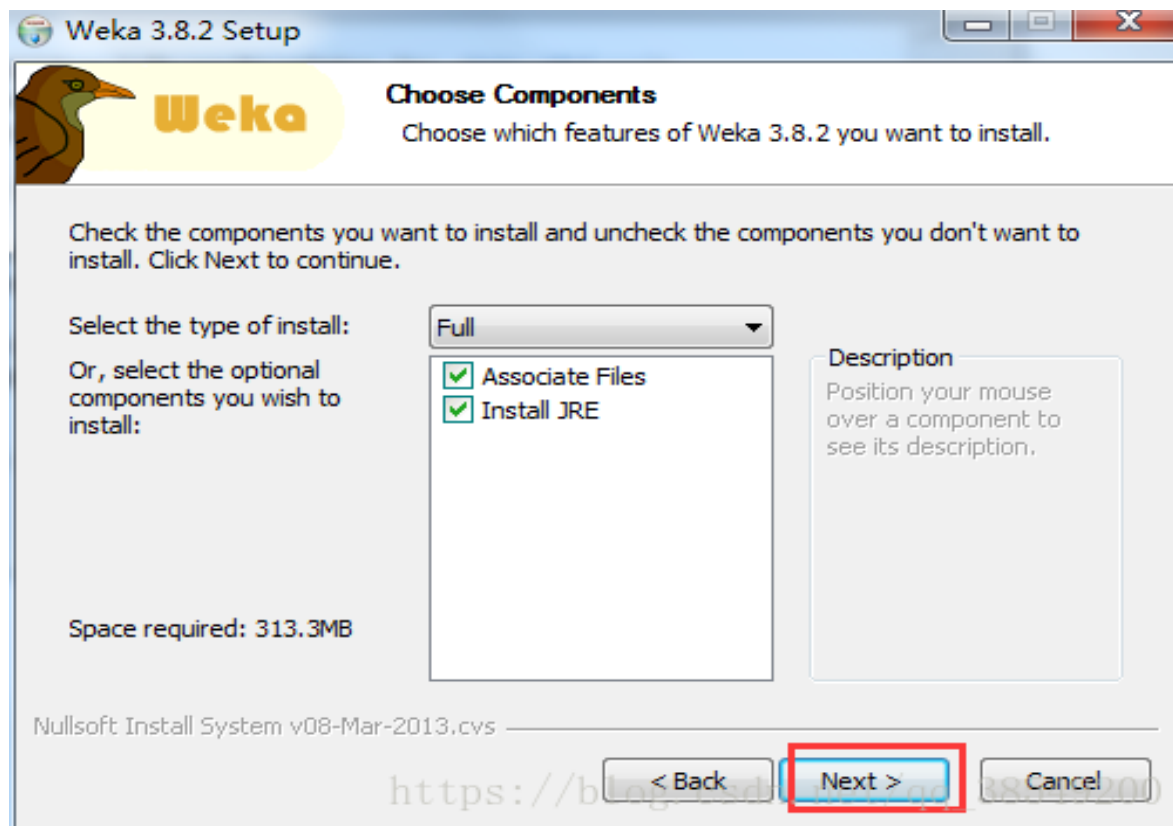 Weka 3.8.2 Setup
Weka
Choose Components
Choose which features of Weka 3.8.2 you want to install.
Check the components you want to install and uncheck the components you don't want to
install. Click Next to continue.
Select the type of install:
Full
Or, select the optional
components you wish to
install:
Associate Files
Install JRE
Description
Position your mouse
over a component to
see its description.
Space required: 313.3MB
Nullsoft Install System v08-Mar-2013.cvs
< Back
Next >
Cancel